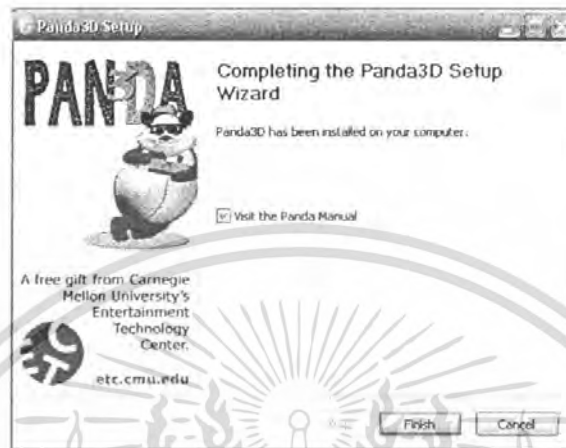 Panda3D Setup
PANDA
3D
Completing the Panda3D Setup
Wizard
Panda3D has been installed on your computer.
Visit the Panda Manual
A free gift from Carnegie
Mellon University's
Entertainment
Technology
Center.
etc.cmu.edu
Finish
Cancel